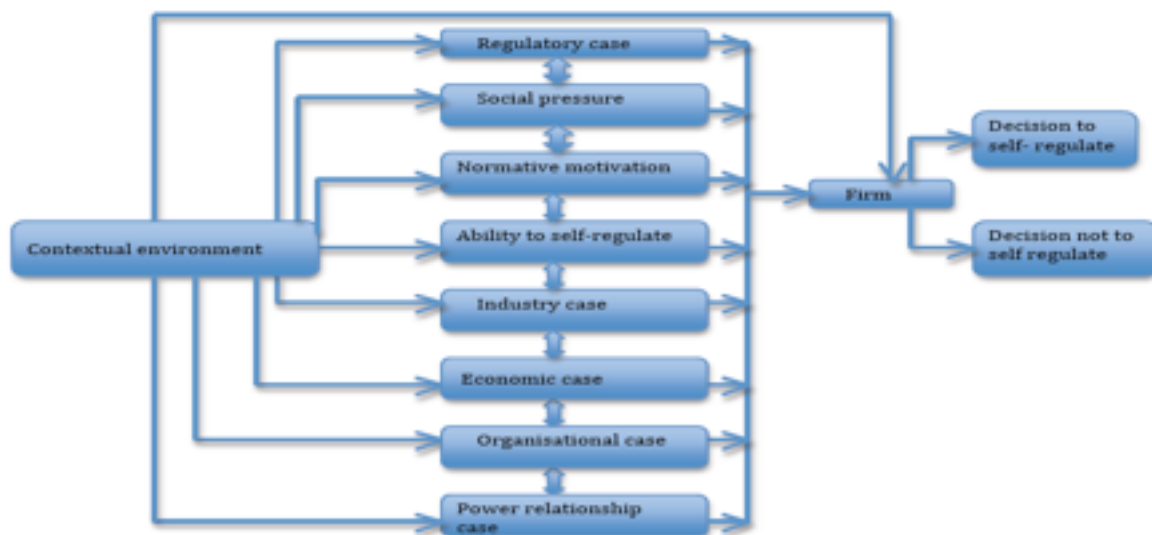 Regulatory case
Social pressure
Normative motivation
Ability to self-regulate
Contextual environment
Industry case
Economic case
Organisational case
Power relationship
case
Firm
Decision to
self- regulate
Decision not to
self regulate